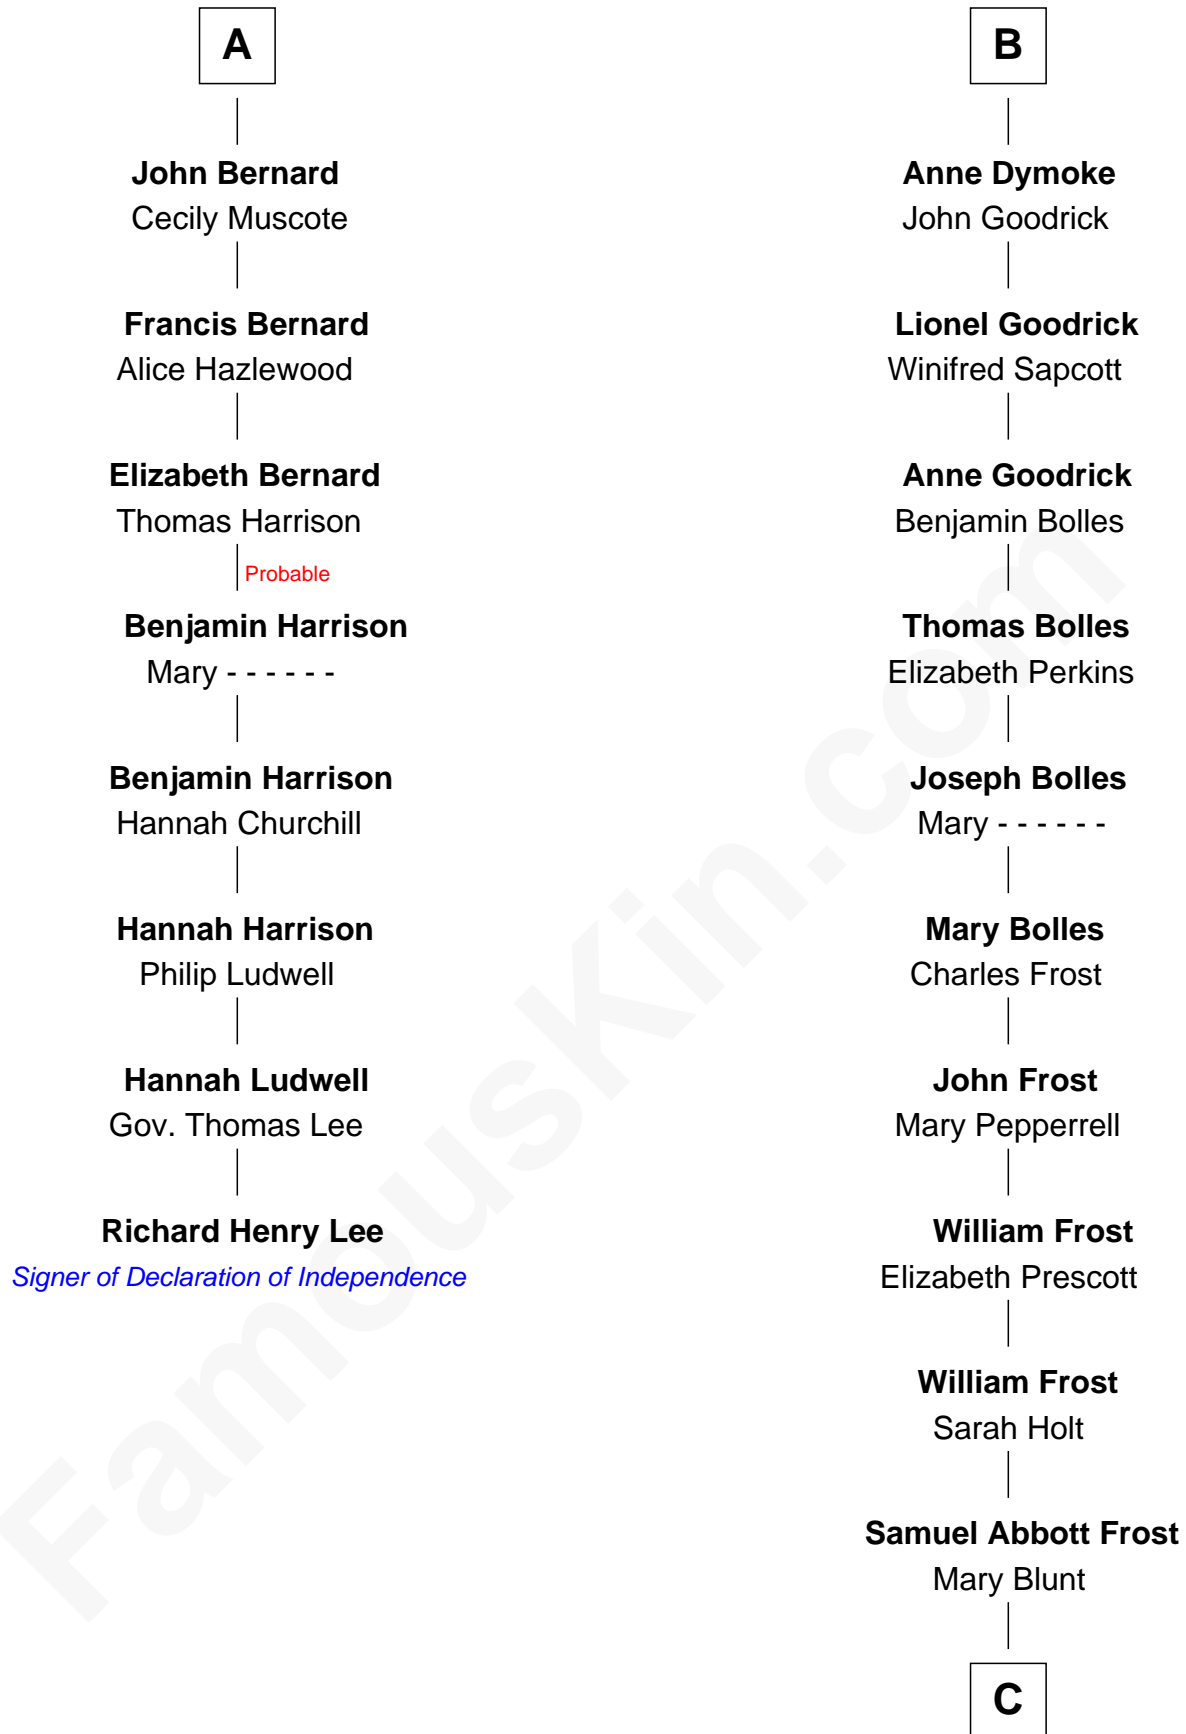 A
John Bernard
Cecily Muscote
Francis Bernard
Alice Hazlewood
Elizabeth Bernard
Thomas Harrison
Probable
Benjamin Harrison
Mary - - - - - -
Benjamin Harrison
Hannah Churchill
Hannah Harrison
Philip Ludwell
Hannah Ludwell
Gov. Thomas Lee
Richard Henry Lee
Signer of Declaration of Independence
B
Anne Dymoke
John Goodrick
Lionel Goodrick
Winifred Sapcott
Anne Goodrick
Benjamin Bolles
Thomas Bolles
Elizabeth Perkins
Joseph Bolles
Mary - - - - - -
Mary Bolles
Charles Frost
John Frost
Mary Pepperrell
William Frost
Elizabeth Prescott
William Frost
Sarah Holt
Samuel Abbott Frost
Mary Blunt
C
FamousKin.com